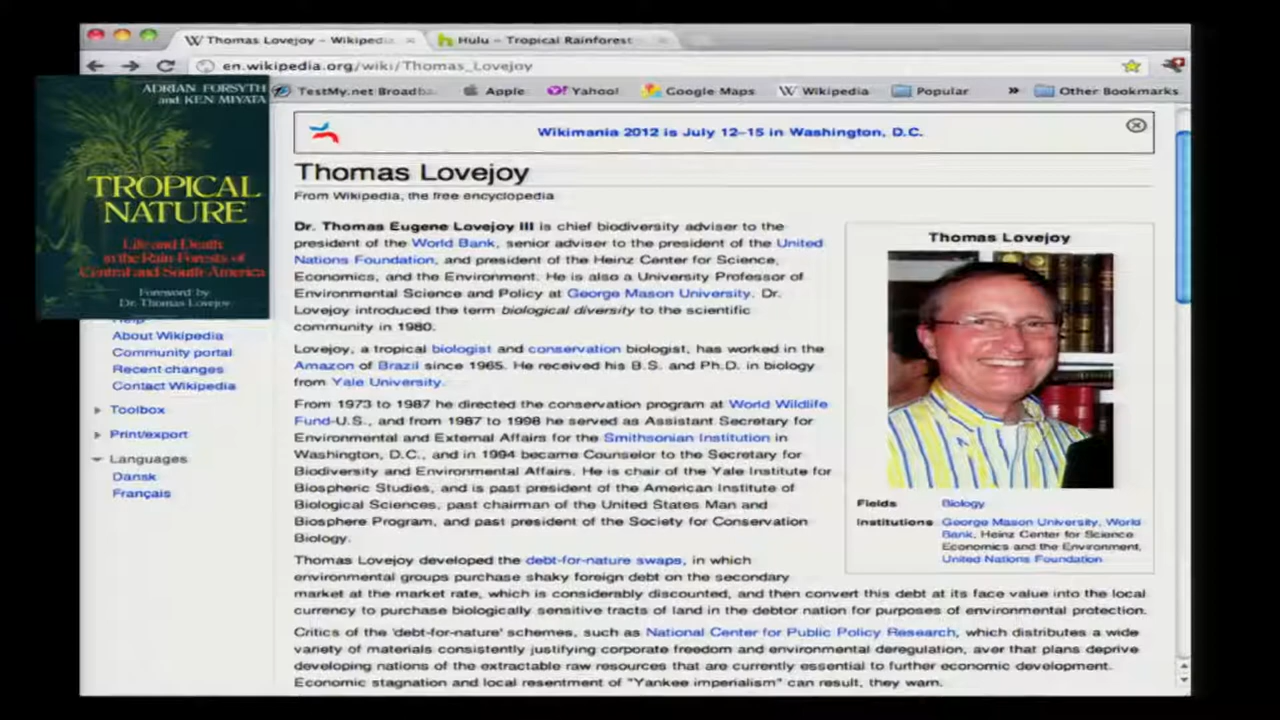 Thomas Lovejoy – Wikipedia
Hulu – Tropical Rainforest
en.wikipedia.org/wiki/Thomas_Lovejoy
TestMy.net Broadba
Apple
Yahoo!
Google Maps
Wikipedia
Popular
»
Other Bookmarks
ADRIAN FORSYTH
and KEN MIYATA
TROPICAL
NATURE
Life and Death
in the Rain Forests of
Central and South America
Foreword by
Dr. Thomas Lovejoy
Help
About Wikipedia
Community portal
Recent changes
Contact Wikipedia
Toolbox
Print/export
Languages
Dansk
Français
Wikimania 2012 is July 12–15 in Washington, D.C.
Thomas Lovejoy
From Wikipedia, the free encyclopedia
Dr. Thomas Eugene Lovejoy III is chief biodiversity adviser to the
president of the World Bank, senior adviser to the president of the United
Nations Foundation, and president of the Heinz Center for Science,
Economics, and the Environment. He is also a University Professor of
Environmental Science and Policy at George Mason University. Dr.
Lovejoy introduced the term biological diversity to the scientific
community in 1980.
Lovejoy, a tropical biologist and conservation biologist, has worked in the
Amazon of Brazil since 1965. He received his B.S. and Ph.D. in biology
from Yale University.
From 1973 to 1987 he directed the conservation program at World Wildlife
Fund-U.S., and from 1987 to 1998 he served as Assistant Secretary for
Environmental and External Affairs for the Smithsonian Institution in
Washington, D.C., and in 1994 became Counselor to the Secretary for
Biodiversity and Environmental Affairs. He is chair of the Yale Institute for
Biospheric Studies, and is past president of the American Institute of
Biological Sciences, past chairman of the United States Man and
Biosphere Program, and past president of the Society for Conservation
Biology.
Thomas Lovejoy developed the debt-for-nature swaps, in which
environmental groups purchase shaky foreign debt on the secondary
market at the market rate, which is considerably discounted, and then convert this debt at its face value into the local
currency to purchase biologically sensitive tracts of land in the debtor nation for purposes of environmental protection.
Critics of the 'debt-for-nature' schemes, such as National Center for Public Policy Research, which distributes a wide
variety of materials consistently justifying corporate freedom and environmental deregulation, aver that plans deprive
developing nations of the extractable raw resources that are currently essential to further economic development.
Economic stagnation and local resentment of "Yankee imperialism" can result, they warn.
Thomas Lovejoy
Fields Biology
Institutions George Mason University, World
Bank, Heinz Center for Science
Economics and the Environment,
United Nations Foundation